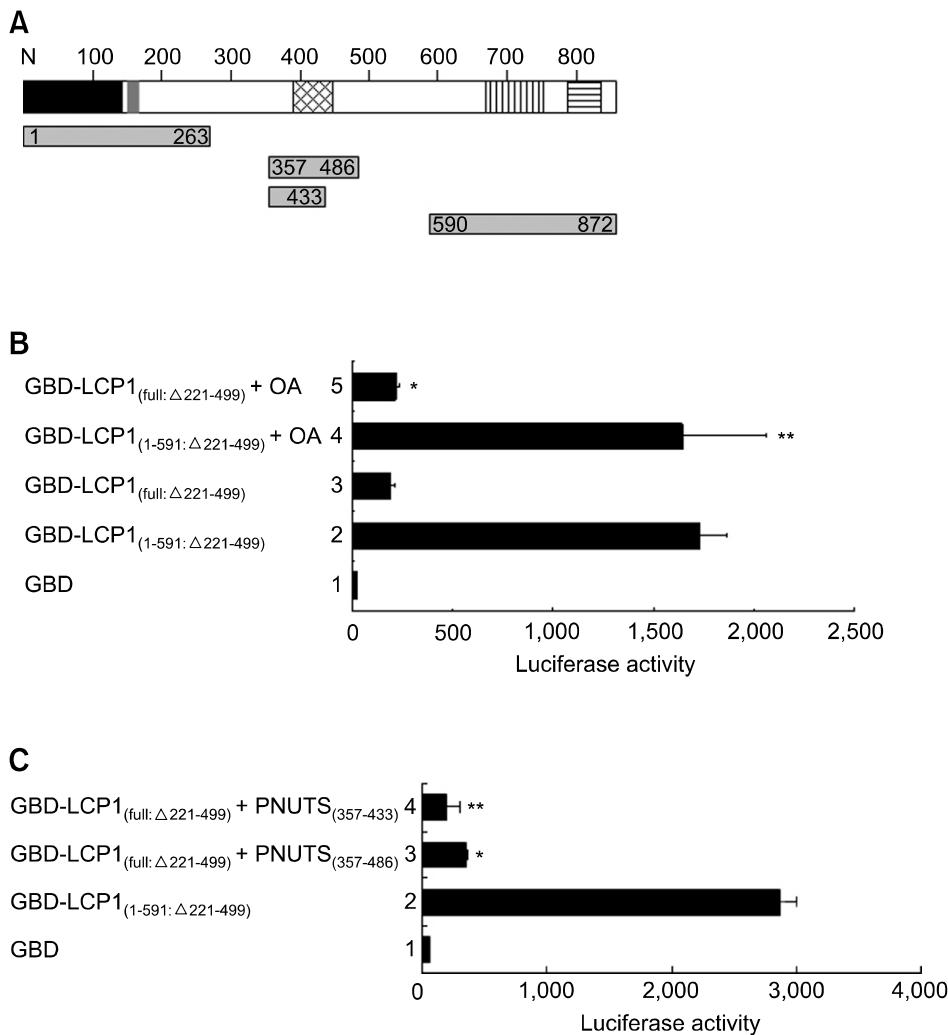 A
N 100 200 300 400 500 600 700 800
1 263
357 486
433
590 872
B
GBD-LCP1(full:△221-499) + OA 5 *
GBD-LCP1(1-591:△221-499) + OA 4 **
GBD-LCP1(full:△221-499) 3
GBD-LCP1(1-591:△221-499) 2
GBD 1
0 500 1,000 1,500 2,000 2,500
Luciferase activity
C
GBD-LCP1(full:△221-499) + PNUTS(357-433) 4 **
GBD-LCP1(full:△221-499) + PNUTS(357-486) 3 *
GBD-LCP1(1-591:△221-499) 2
GBD 1
0 1,000 2,000 3,000 4,000
Luciferase activity